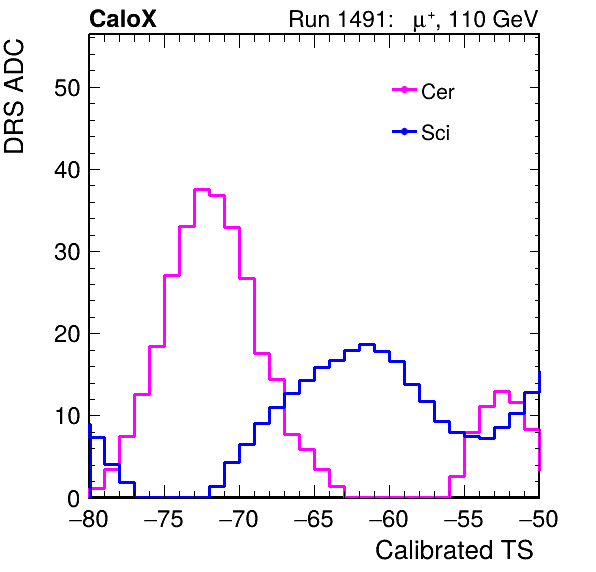 CaloX Run 1491: μ⁺, 110 GeV
DRS ADC
50
40
30
20
10
0
Cer
Sci
−80 −75 −70 −65 −60 −55 −50
Calibrated TS